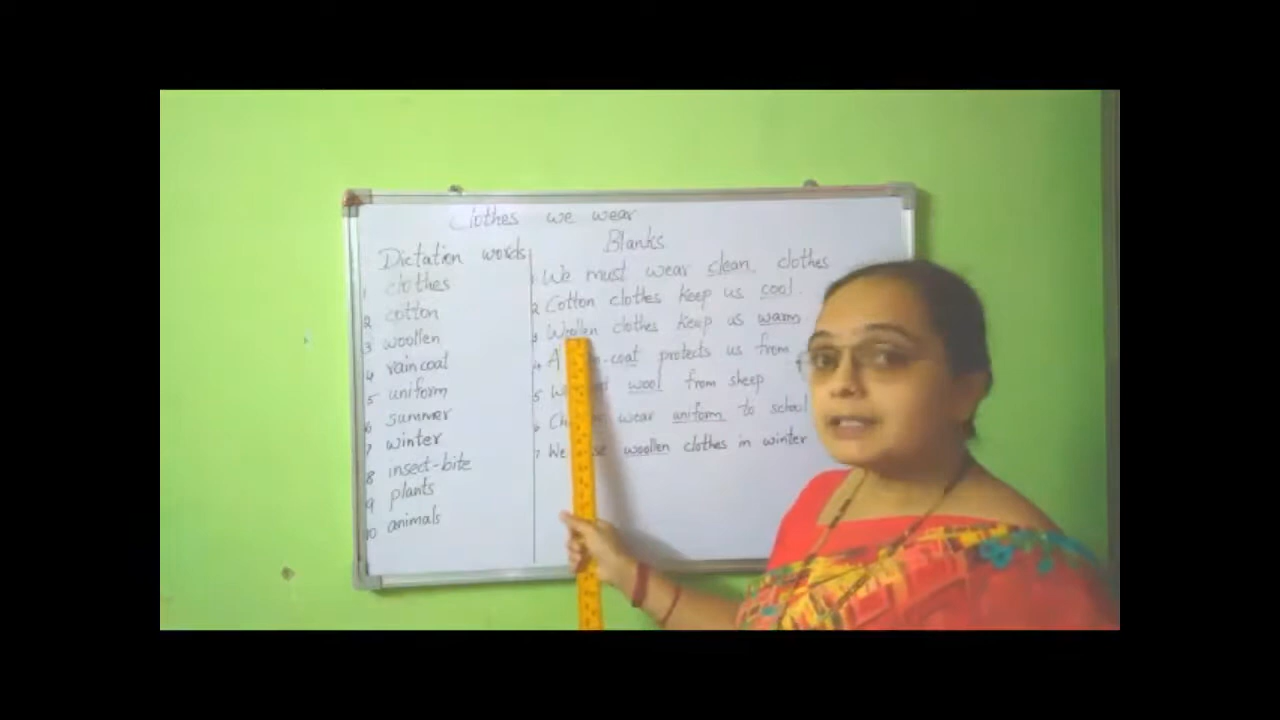 Clothes we wear
Dictation words
1 clothes
2 cotton
3 woollen
4 raincoat
5 uniform
6 summer
7 winter
8 insect-bite
9 plants
10 animals
Blanks
1 We must wear clean clothes
2 Cotton clothes keep us cool.
3 Woollen clothes keep us warm.
4 A coat protects us from
5 wool from sheep
6 wear uniform to school
7 We woollen clothes in winter